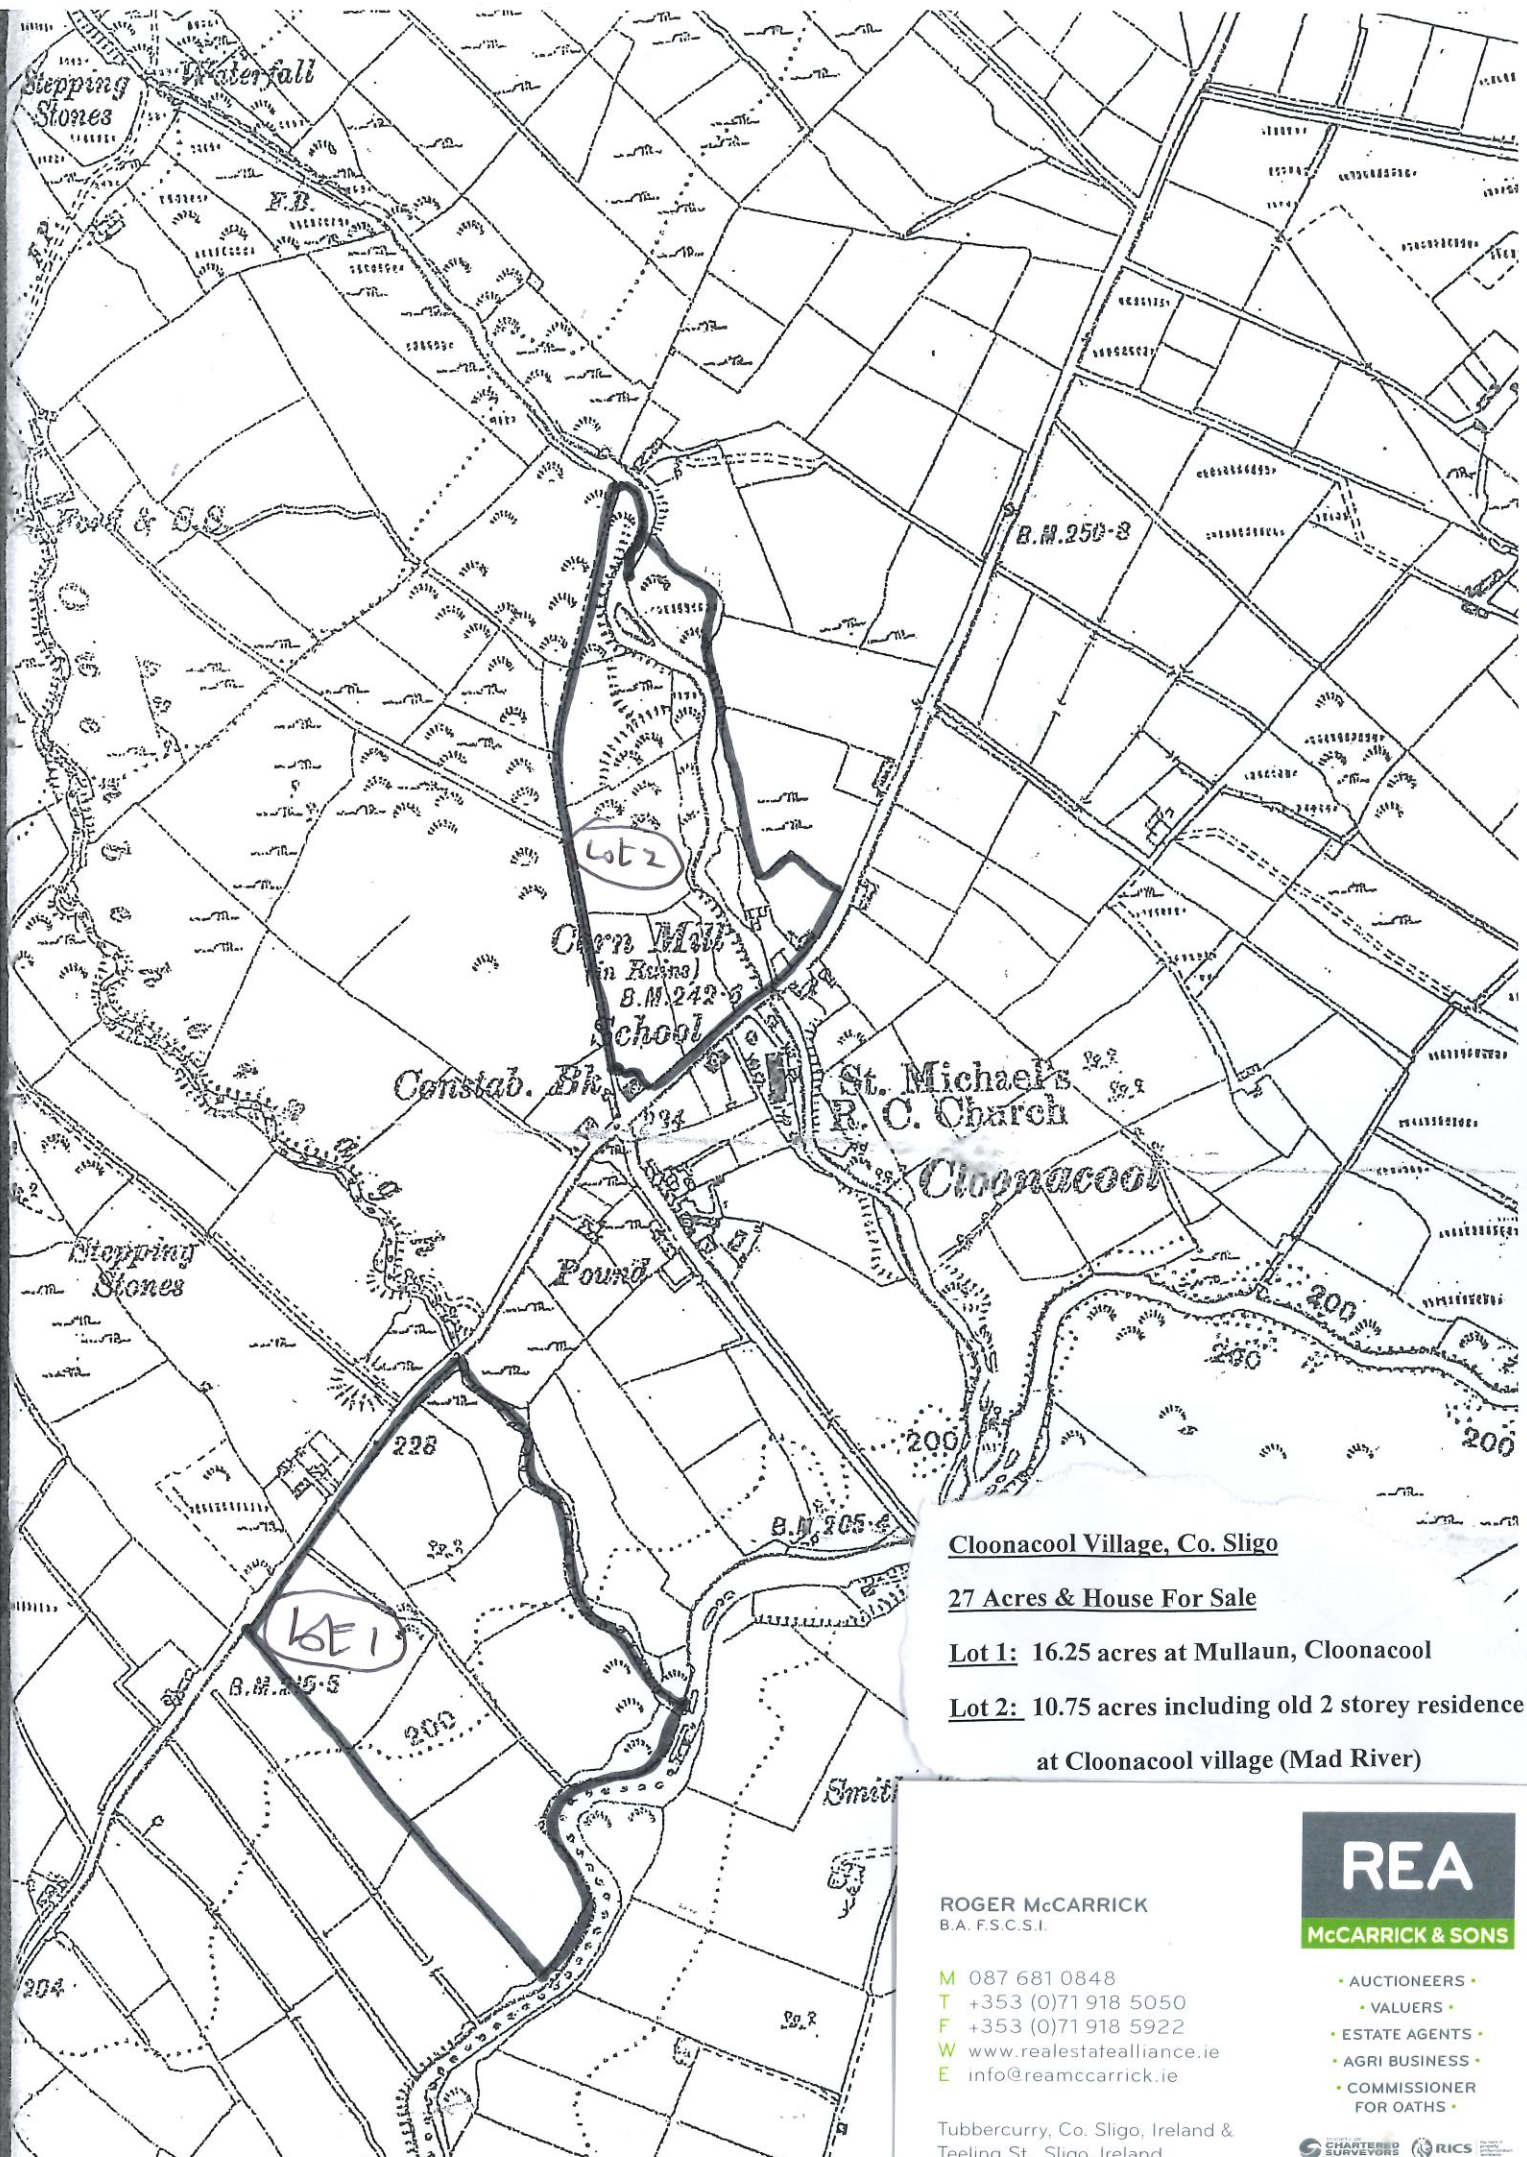 Stepping
Stones
Waterfall
F.B.
B.M.250·8
Lot 2
Corn Mill
(in Ruins)
B.M.242·6
School
Constab. Bk.
234
St. Michael's
R. C. Church
Cloonacool
Stepping
Stones
Pound
200
200
228
200
200
B.M.205·
Lot 1
200
204
Cloonacool Village, Co. Sligo
27 Acres & House For Sale
Lot 1: 16.25 acres at Mullaun, Cloonacool
Lot 2: 10.75 acres including old 2 storey residence
at Cloonacool village (Mad River)
ROGER McCARRICK
B.A. F.S.C.S.I.
M 087 681 0848
T +353 (0)71 918 5050
F +353 (0)71 918 5922
W www.realestatealliance.ie
E info@reamccarrick.ie
Tubbercurry, Co. Sligo, Ireland &
Teeling St., Sligo, Ireland
REA
McCARRICK & SONS
• AUCTIONEERS •
• VALUERS •
• ESTATE AGENTS •
• AGRI BUSINESS •
• COMMISSIONER
FOR OATHS •
CHARTERED
SURVEYORS
RICS